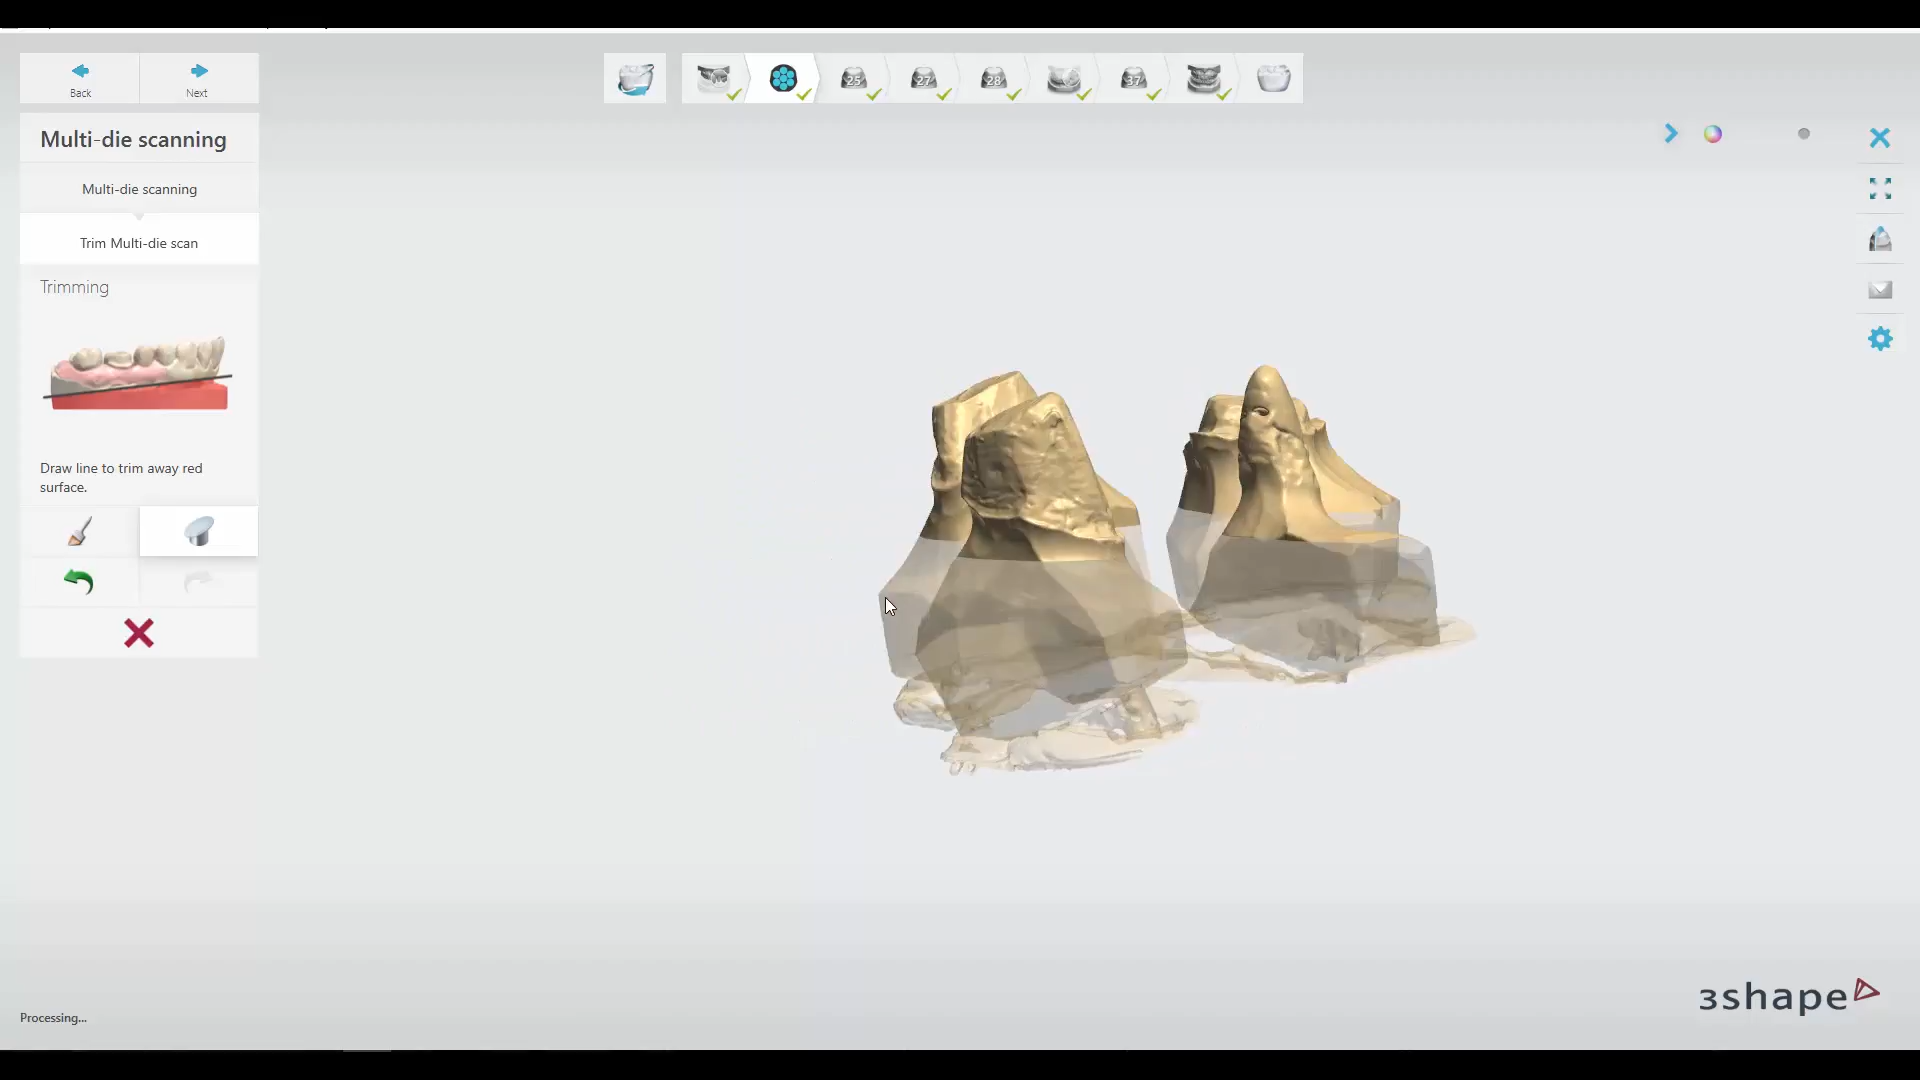 Back
Next
25
27
28
37
Multi-die scanning
Multi-die scanning
Trim Multi-die scan
Trimming
Draw line to trim away red
surface.
3shape
Processing...